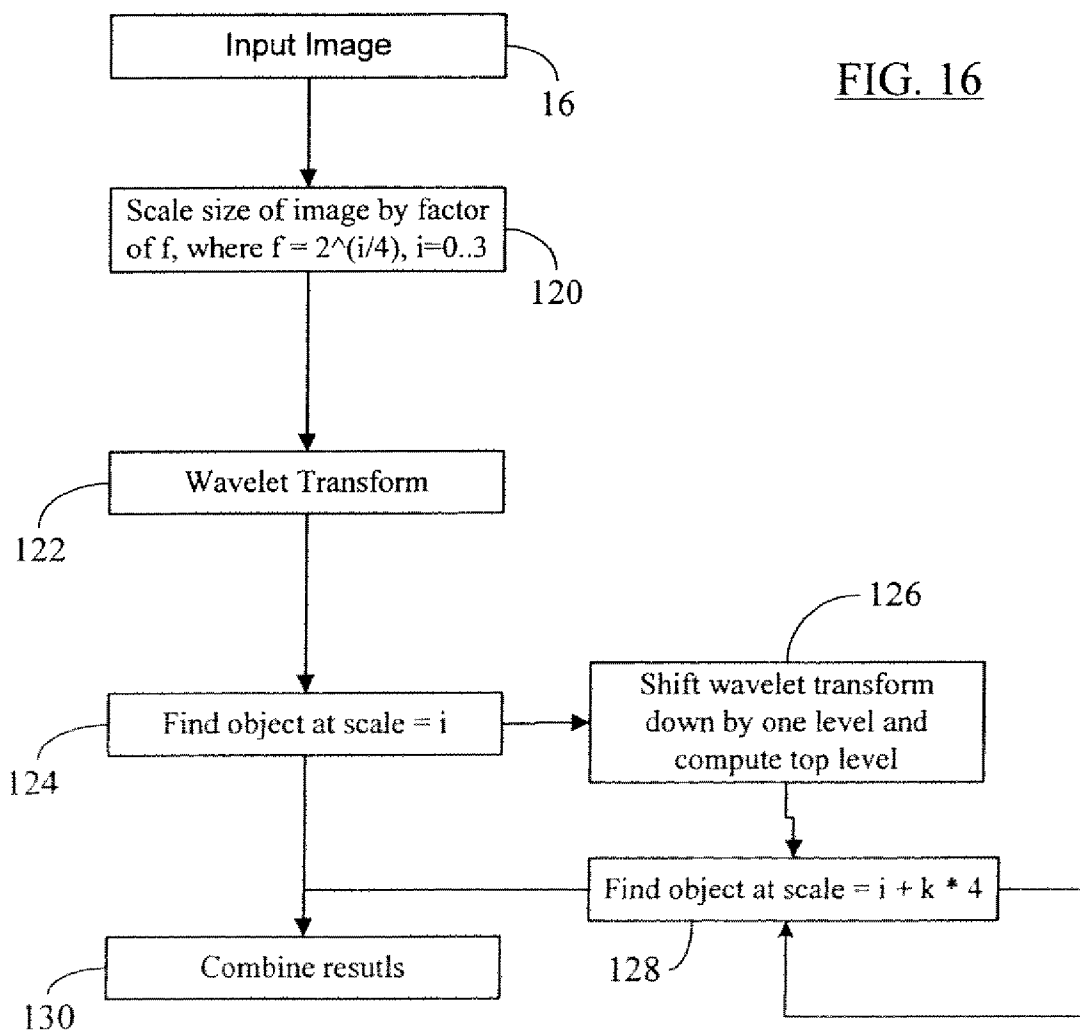 Input Image
16
FIG. 16
Scale size of image by factor
of f, where f = 2^(i/4), i=0..3
120
Wavelet Transform
122
126
Find object at scale = i
124
Shift wavelet transform
down by one level and
compute top level
Find object at scale = i + k * 4
128
Combine resutls
130